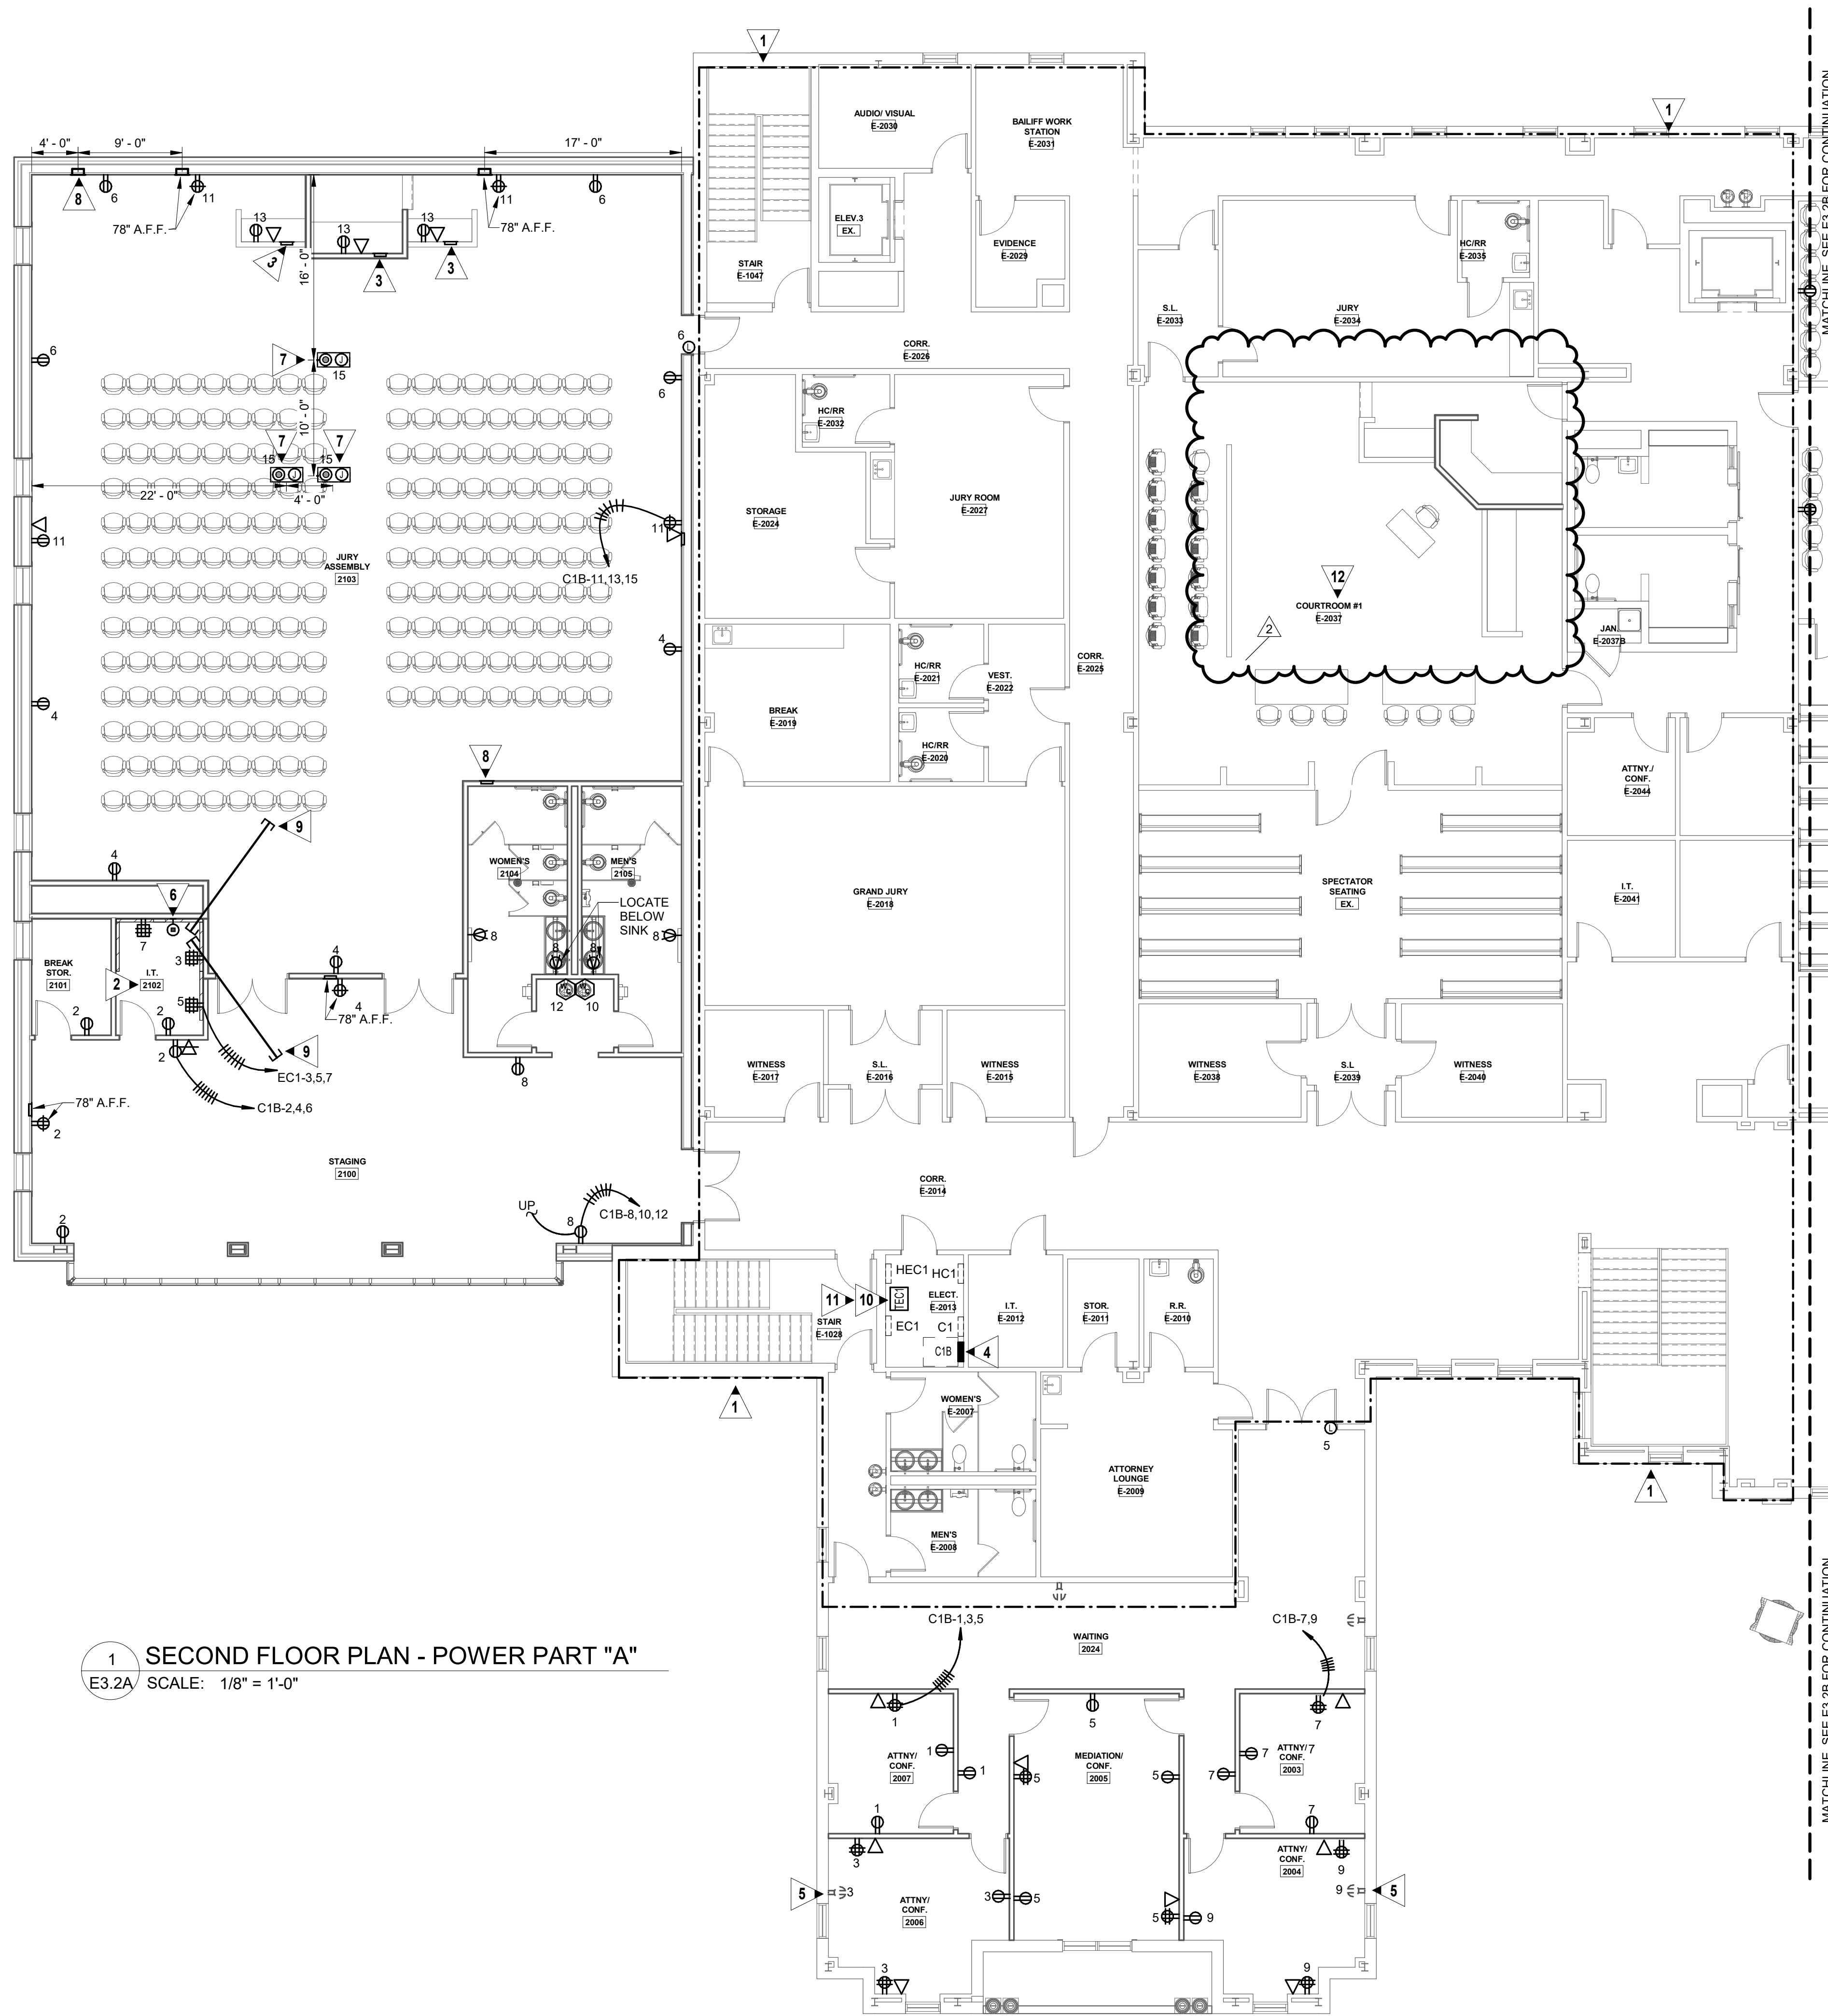 1
1
MATCHLINE, SEE E3.2B FOR CONTINUATION
4' - 0"
9' - 0"
17' - 0"
8
6
11
78" A.F.F.
11
78" A.F.F.
6
13
13
13
3
3
3
16' - 0"
6
7
15
10' - 0"
7
7
15
15
22' - 0"
4' - 0"
6
6
11
11
C1B-11,13,15
JURY
ASSEMBLY
2103
4
4
8
9
4
AUDIO/ VISUAL
E-2030
BAILIFF WORK
STATION
E-2031
ELEV.3
EX.
EVIDENCE
E-2029
STAIR
E-1047
CORR.
E-2026
S.L.
E-2033
JURY
E-2034
HC/RR
E-2035
HC/RR
E-2032
STORAGE
E-2024
JURY ROOM
E-2027
12
COURTROOM #1
E-2037
2
JAN.
E-2037B
HC/RR
E-2021
VEST.
E-2022
CORR.
E-2025
BREAK
E-2019
HC/RR
E-2020
ATTNY./
CONF.
E-2044
WOMEN'S
2104
MEN'S
2105
LOCATE
BELOW
SINK
GRAND JURY
E-2018
SPECTATOR
SEATING
EX.
I.T.
E-2041
6
7
3
5
BREAK
STOR.
2101
2
I.T.
2102
2
2
2
4
4
78" A.F.F.
8
8
8
8
WG
WG
12
10
8
9
EC1-3,5,7
C1B-2,4,6
78" A.F.F.
2
WITNESS
E-2017
S.L.
E-2016
WITNESS
E-2015
WITNESS
E-2038
S.L
E-2039
WITNESS
E-2040
STAGING
2100
2
UP
8
C1B-8,10,12
CORR.
E-2014
HEC1
HC1
11
10
TEC1
ELECT.
E-2013
STAIR
E-1028
EC1
C1
C1B
4
I.T.
E-2012
STOR.
E-2011
R.R.
E-2010
1
WOMEN'S
E-2007
ATTORNEY
LOUNGE
E-2009
MEN'S
E-2008
5
1
C1B-1,3,5
C1B-7,9
WAITING
2024
1
5
7
1
ATTNY/
CONF.
2007
1
1
MEDIATION/
CONF.
2005
5
5
7
7
ATTNY/
CONF.
2003
7
7
3
5
3
ATTNY/
CONF.
2006
3
5
5
9
ATTNY/
CONF.
2004
9
9
5
3
9
1
E3.2A
SECOND FLOOR PLAN - POWER PART "A"
SCALE: 1/8" = 1'-0"
MATCHLINE, SEE E3.2B FOR CONTINUATION